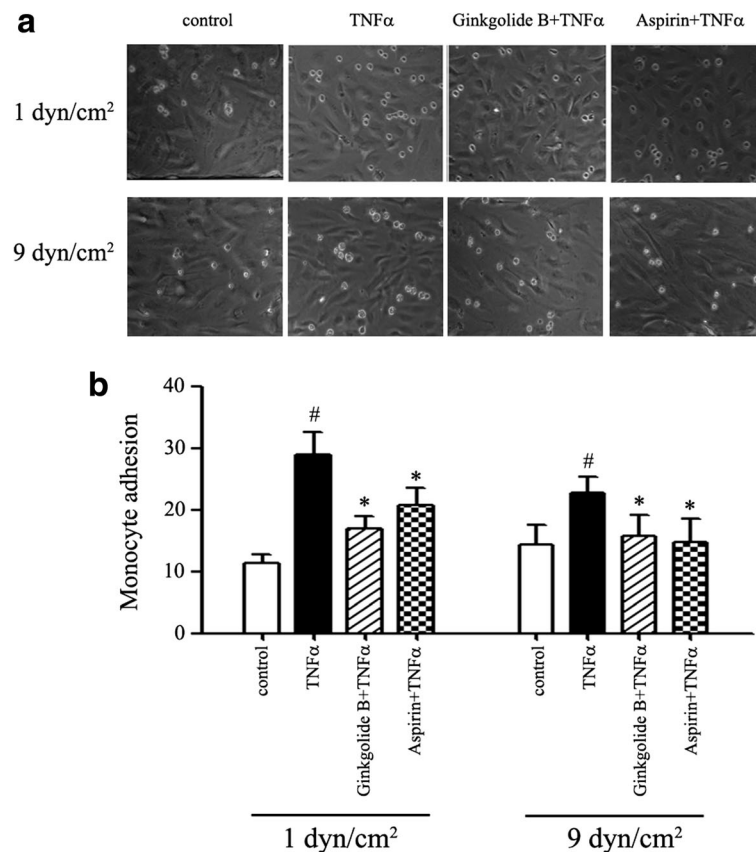 a
control TNFα Ginkgolide B+TNFα Aspirin+TNFα
1 dyn/cm²
9 dyn/cm²
b
Monocyte adhesion
40
30
20
10
0
# * * # * *
control TNFα Ginkgolide B+TNFα Aspirin+TNFα control TNFα Ginkgolide B+TNFα Aspirin+TNFα
1 dyn/cm² 9 dyn/cm²